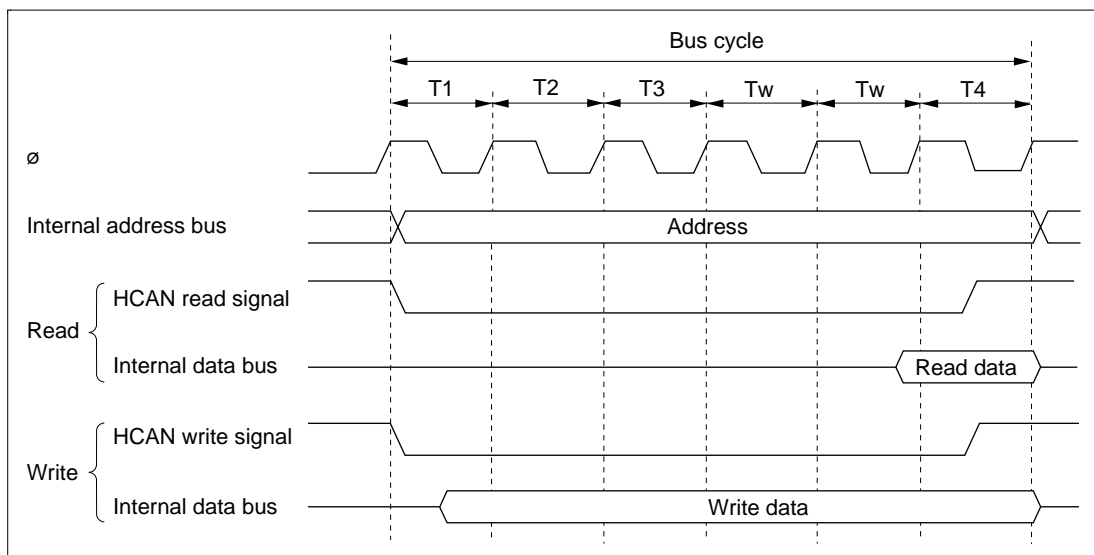 Bus cycle
T1 T2 T3 Tw Tw T4
ø
Internal address bus Address
Read HCAN read signal
Internal data bus Read data
Write HCAN write signal
Internal data bus Write data